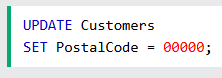 UPDATE Customers
SET PostalCode = 00000;